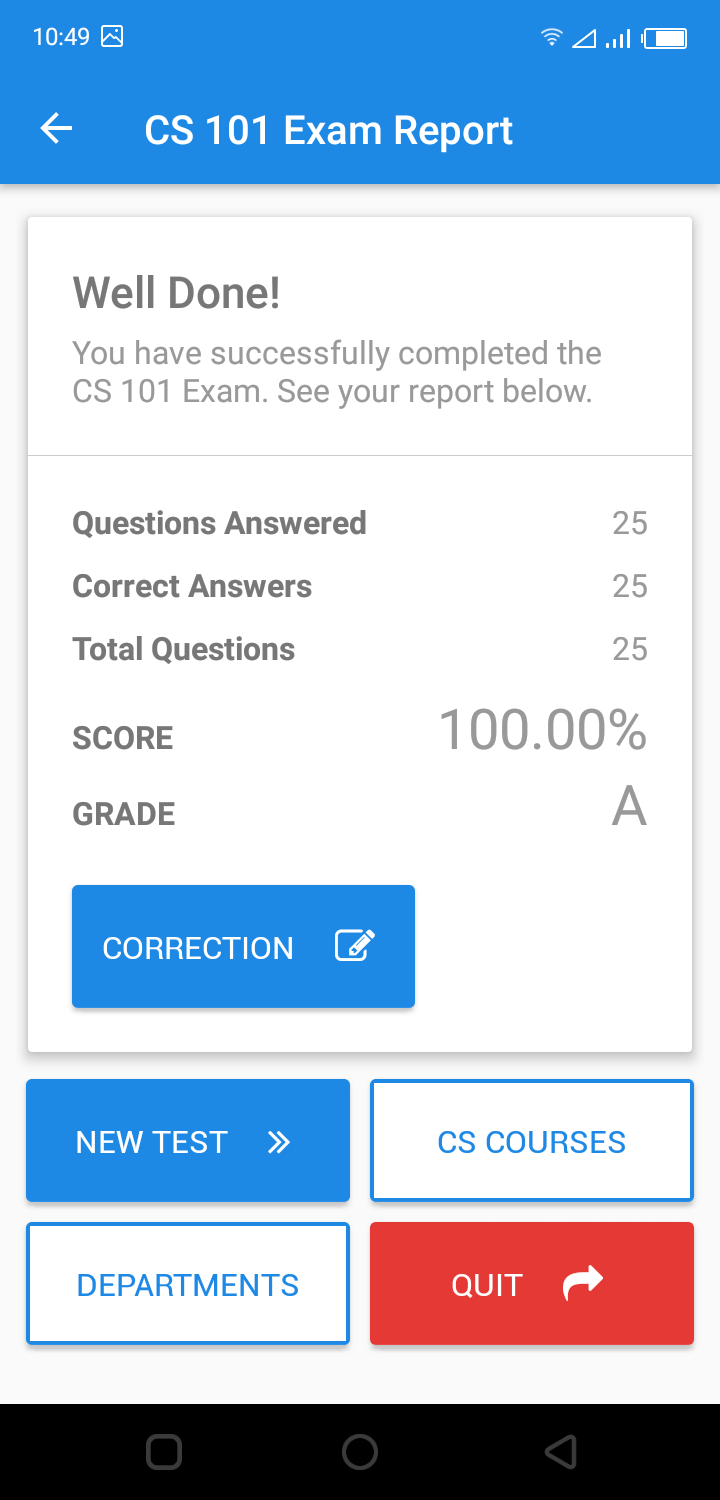 10:49
CS 101 Exam Report
Well Done!
You have successfully completed the
CS 101 Exam. See your report below.
Questions Answered 25
Correct Answers 25
Total Questions 25
SCORE 100.00%
GRADE A
CORRECTION
NEW TEST CS COURSES
DEPARTMENTS QUIT